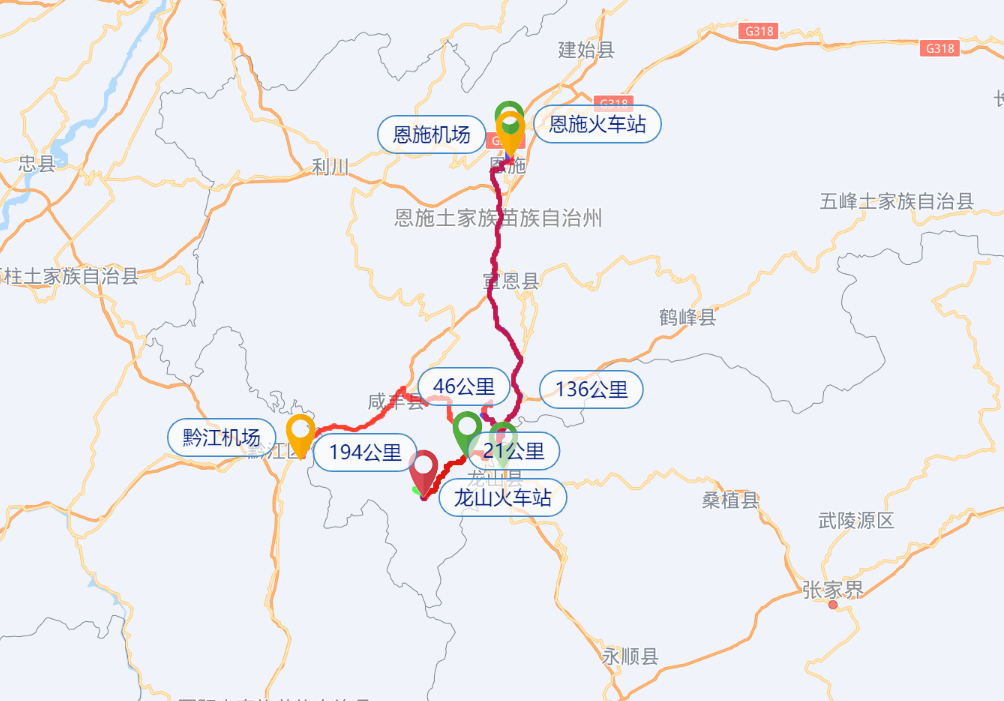 G318
G318
建始县
G318
恩施机场
恩施火车站
忠县
利川
恩施
恩施土家族苗族自治州
五峰土家族自治县
柱土家族自治县
宣恩县
鹤峰县
咸丰县
46公里
136公里
黔江机场
黔江区
194公里
21公里
龙山县
龙山火车站
桑植县
武陵源区
张家界
永顺县